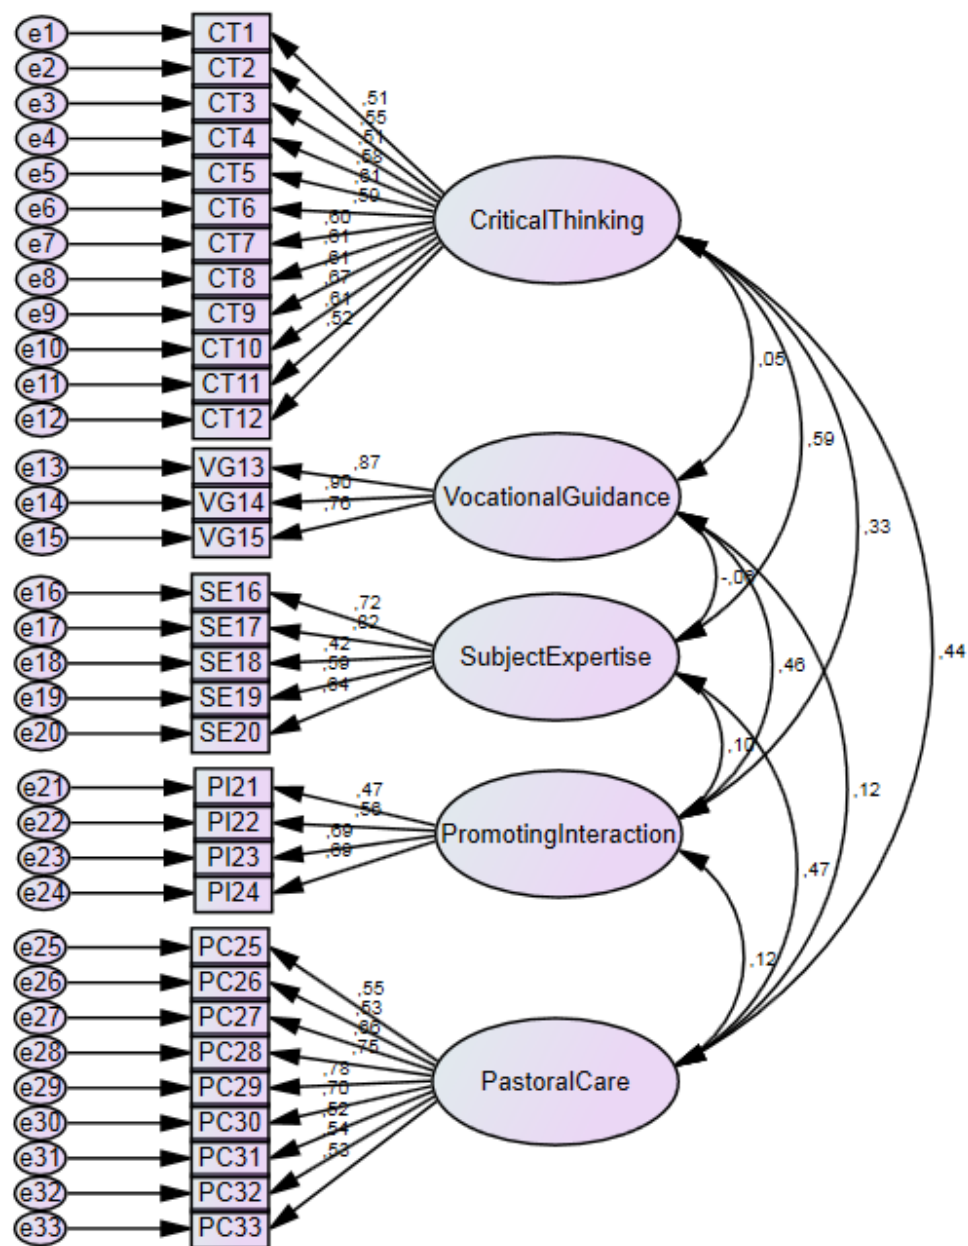 e1 CT1
e2 CT2
e3 CT3
e4 CT4
e5 CT5
e6 CT6
e7 CT7
e8 CT8
e9 CT9
e10 CT10
e11 CT11
e12 CT12
,51
,55
,51
,58
,61
,59
,60
,61
,61
,67
,61
,52
CriticalThinking
,05
,59
,33
,44
e13 VG13
e14 VG14
e15 VG15
,87
,90
,76
VocationalGuidance
,46
,12
e16 SE16
e17 SE17
e18 SE18
e19 SE19
e20 SE20
,72
,82
,42
,59
,64
SubjectExpertise
,10
,47
e21 PI21
e22 PI22
e23 PI23
e24 PI24
,47
,56
,69
,69
PromotingInteraction
,12
e25 PC25
e26 PC26
e27 PC27
e28 PC28
e29 PC29
e30 PC30
e31 PC31
e32 PC32
e33 PC33
,55
,53
,75
,78
,70
,52
,54
,53
PastoralCare